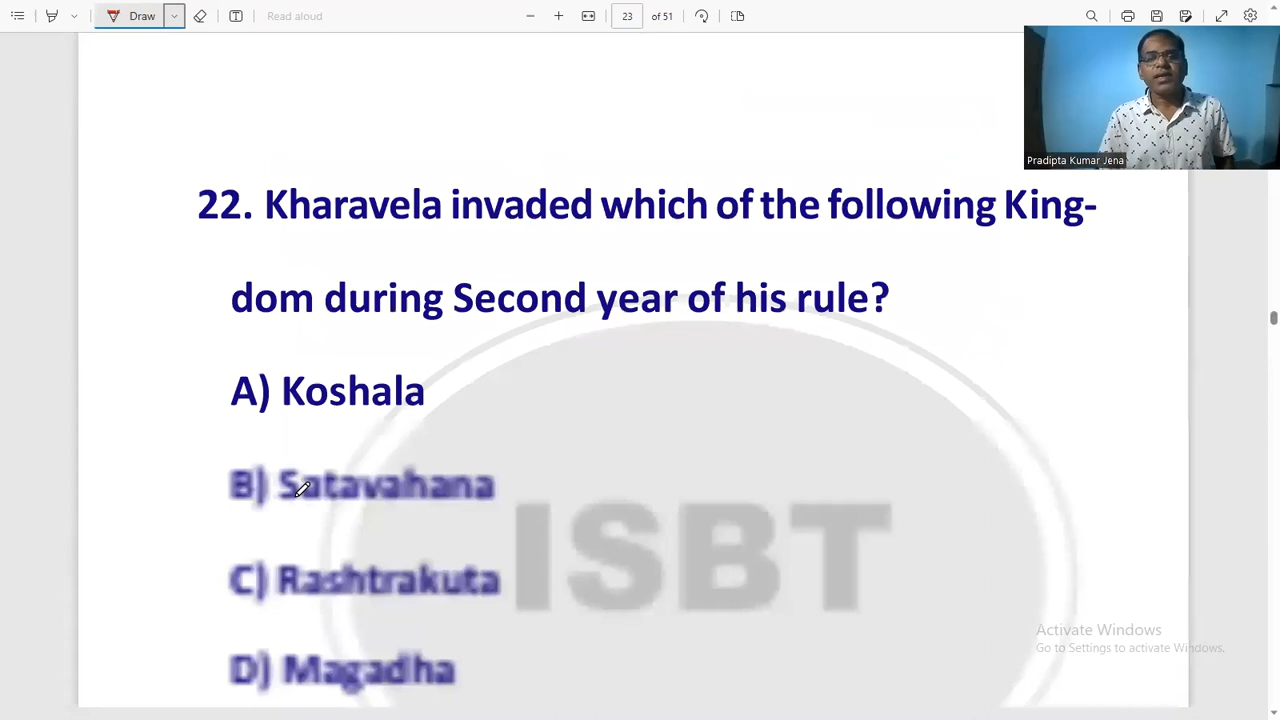 Draw
Read aloud
23 of 51
Pradipta Kumar Jena
22. Kharavela invaded which of the following King-
dom during Second year of his rule?
A) Koshala
B) Satavahana
C) Rashtrakuta
D) Magadha
ISBT
Activate Windows
Go to Settings to activate Windows.